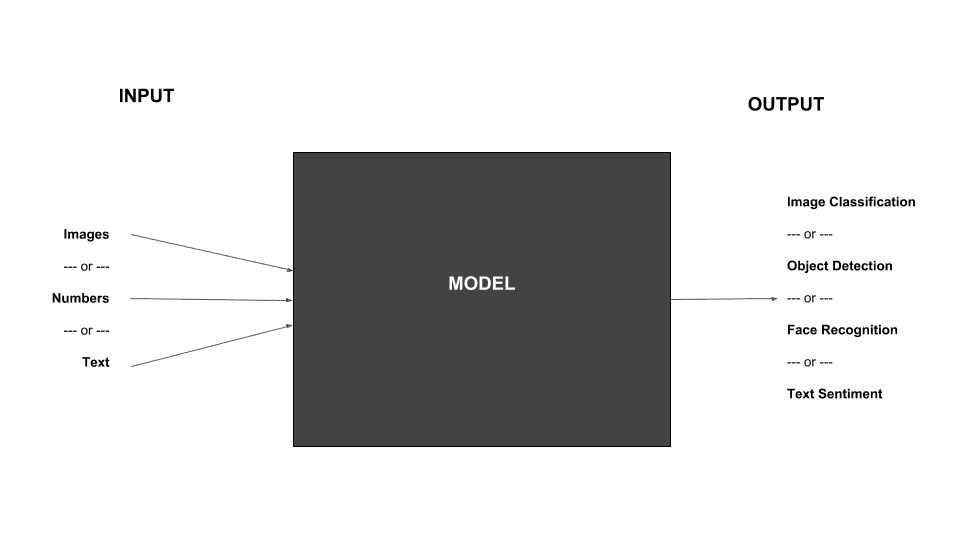 INPUT
OUTPUT
Images
--- or ---
Numbers
--- or ---
Text
MODEL
Image Classification
--- or ---
Object Detection
--- or ---
Face Recognition
--- or ---
Text Sentiment